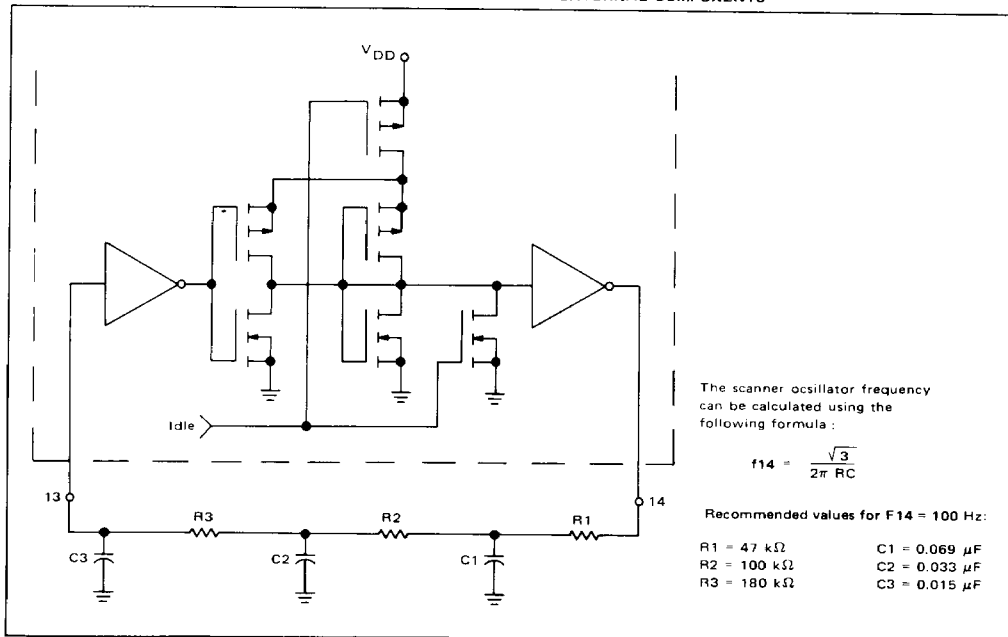 VDD
Idle
13
14
R3
R2
R1
C3
C2
C1
The scanner ocsillator frequency
can be calculated using the
following formula :
f14 = √3 / 2π RC
Recommended values for F14 = 100 Hz:
R1 = 47 kΩ C1 = 0.069 µF
R2 = 100 kΩ C2 = 0.033 µF
R3 = 180 kΩ C3 = 0.015 µF